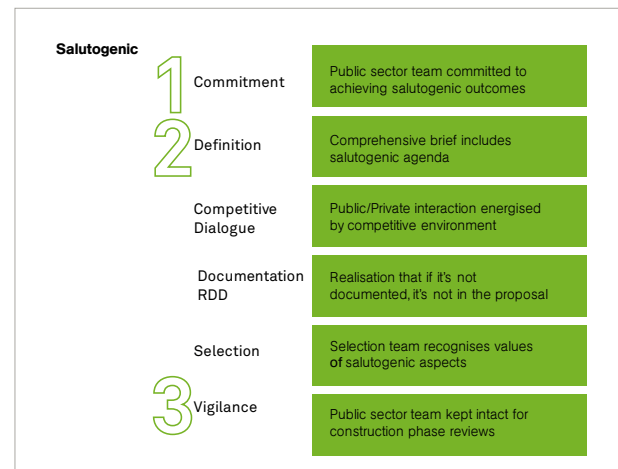 Salutogenic
1
Commitment
Public sector team committed to
achieving salutogenic outcomes
2
Definition
Comprehensive brief includes
salutogenic agenda
Competitive
Dialogue
Public/Private interaction energised
by competitive environment
Documentation
RDD
Realisation that if it's not
documented, it's not in the proposal
Selection
Selection team recognises values
of salutogenic aspects
3
Vigilance
Public sector team kept intact for
construction phase reviews